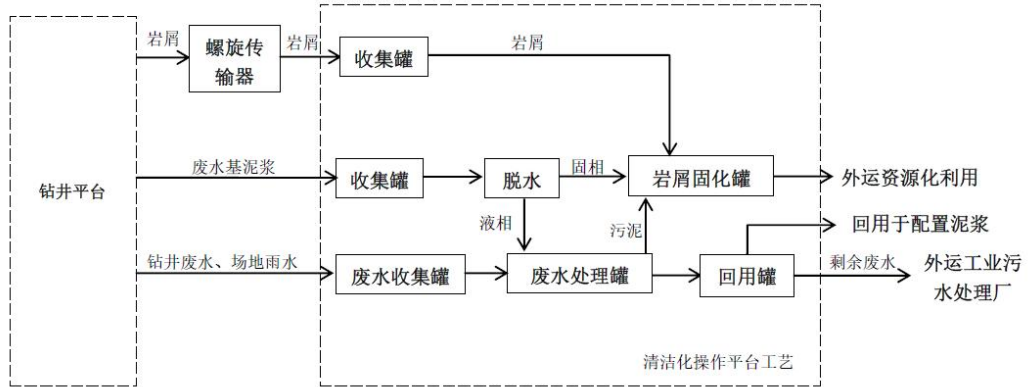 岩屑
螺旋传
输器
岩屑
收集罐
岩屑
钻井平台
废水基泥浆
收集罐
脱水
固相
岩屑固化罐
外运资源化利用
液相
污泥
回用于配置泥浆
钻井废水、场地雨水
废水收集罐
废水处理罐
回用罐
剩余废水
外运工业污
水处理厂
清洁化操作平台工艺